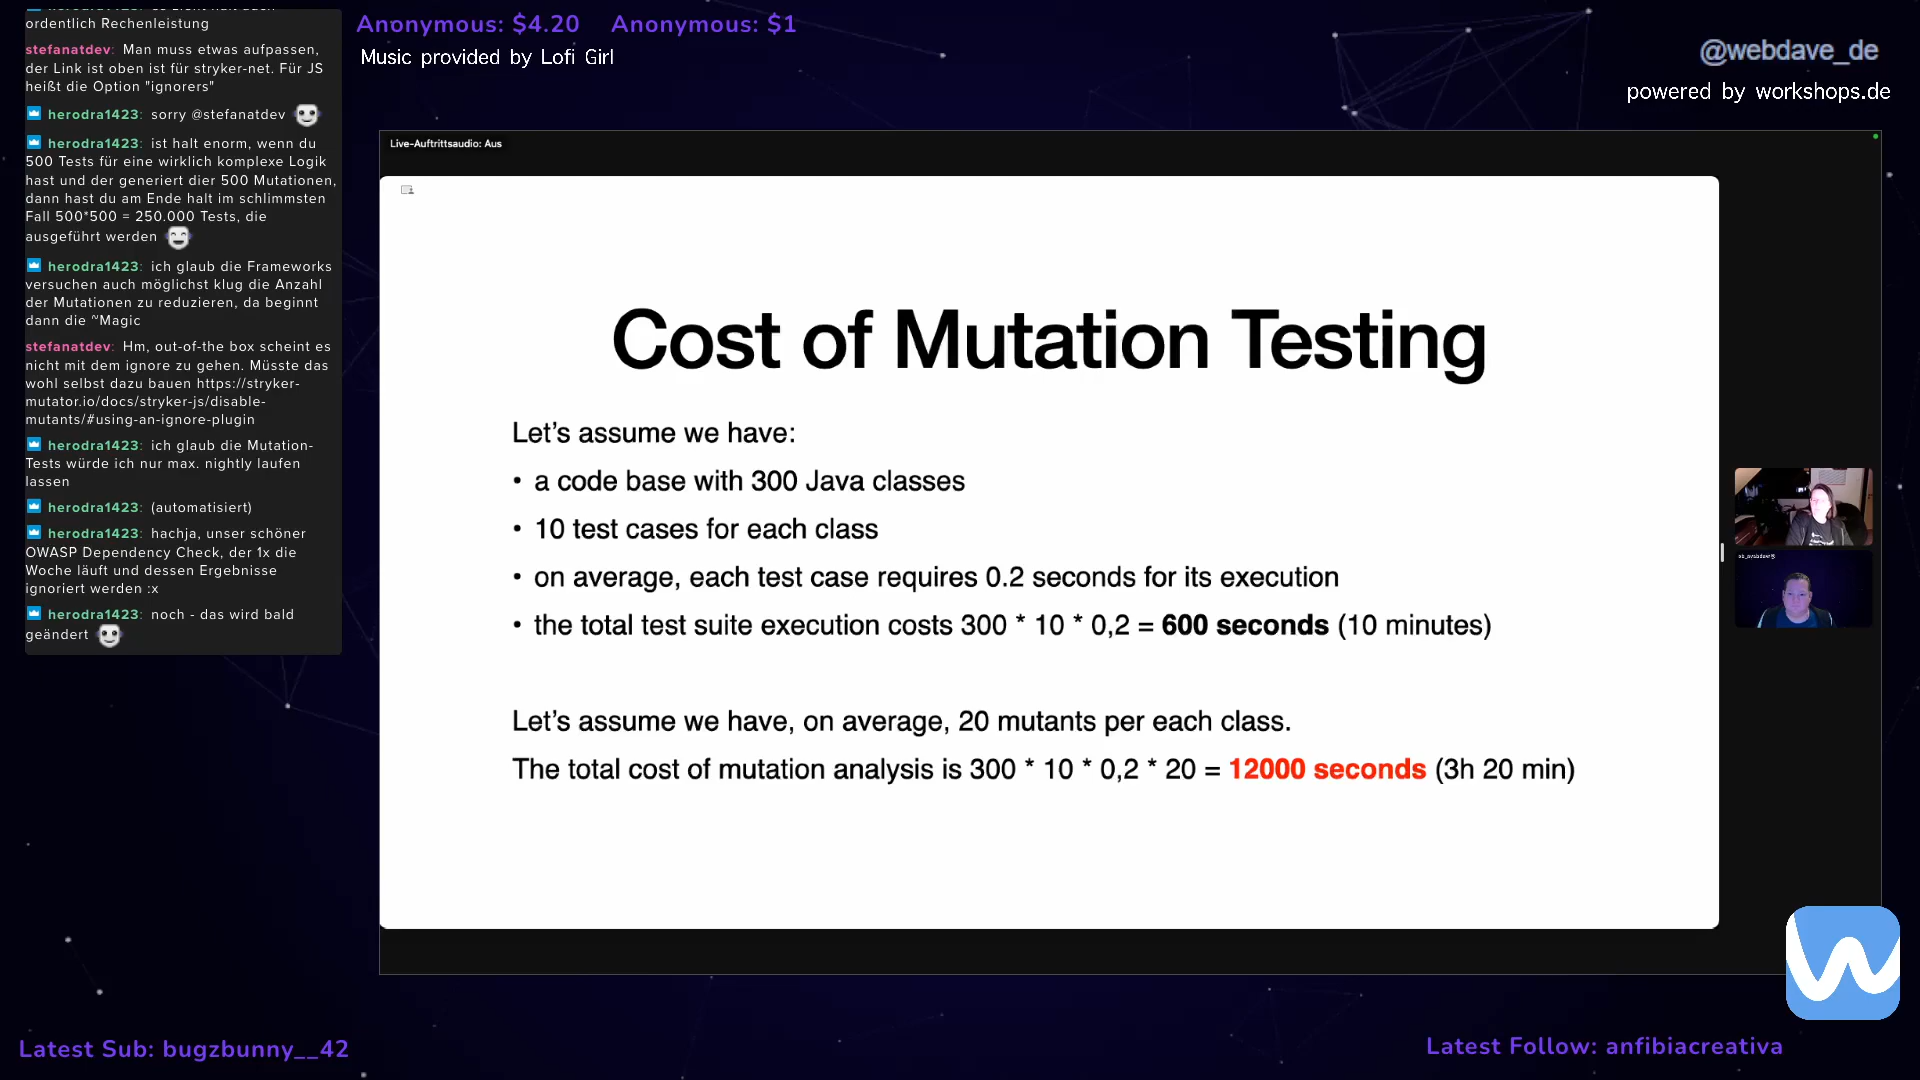 ordentlich Rechenleistung
stefanatdev: Man muss etwas aufpassen,
der Link ist oben ist für stryker-net. Für JS
heißt die Option "ignorers"
herodra1423: sorry @stefanatdev
herodra1423: ist halt enorm, wenn du
500 Tests für eine wirklich komplexe Logik
hast und der generiert dier 500 Mutationen,
dann hast du am Ende halt im schlimmsten
Fall 500*500 = 250.000 Tests, die
ausgeführt werden
herodra1423: ich glaub die Frameworks
versuchen auch möglichst klug die Anzahl
der Mutationen zu reduzieren, da beginnt
dann die ~Magic
stefanatdev: Hm, out-of-the box scheint es
nicht mit dem ignore zu gehen. Müsste das
wohl selbst dazu bauen https://stryker-
mutator.io/docs/stryker-js/disable-
mutants/#using-an-ignore-plugin
herodra1423: ich glaub die Mutation-
Tests würde ich nur max. nightly laufen
lassen
herodra1423: (automatisiert)
herodra1423: hachja, unser schöner
OWASP Dependency Check, der 1x die
Woche läuft und dessen Ergebnisse
ignoriert werden :x
herodra1423: noch - das wird bald
geändert
Anonymous: $4.20 Anonymous: $1
Music provided by Lofi Girl
@webdave_de
powered by workshops.de
Live-Auftrittsaudio: Aus
Cost of Mutation Testing
Let's assume we have:
• a code base with 300 Java classes
• 10 test cases for each class
• on average, each test case requires 0.2 seconds for its execution
• the total test suite execution costs 300 * 10 * 0,2 = 600 seconds (10 minutes)
Let's assume we have, on average, 20 mutants per each class.
The total cost of mutation analysis is 300 * 10 * 0,2 * 20 = 12000 seconds (3h 20 min)
Latest Sub: bugzbunny__42
Latest Follow: anfibiacreativa